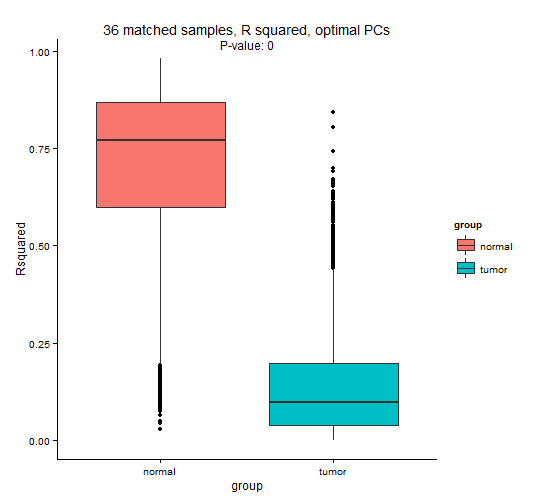 36 matched samples, R squared, optimal PCs
P-value: 0
1.00
0.75
0.50
0.25
0.00
Rsquared
normal
tumor
group
group
normal
tumor